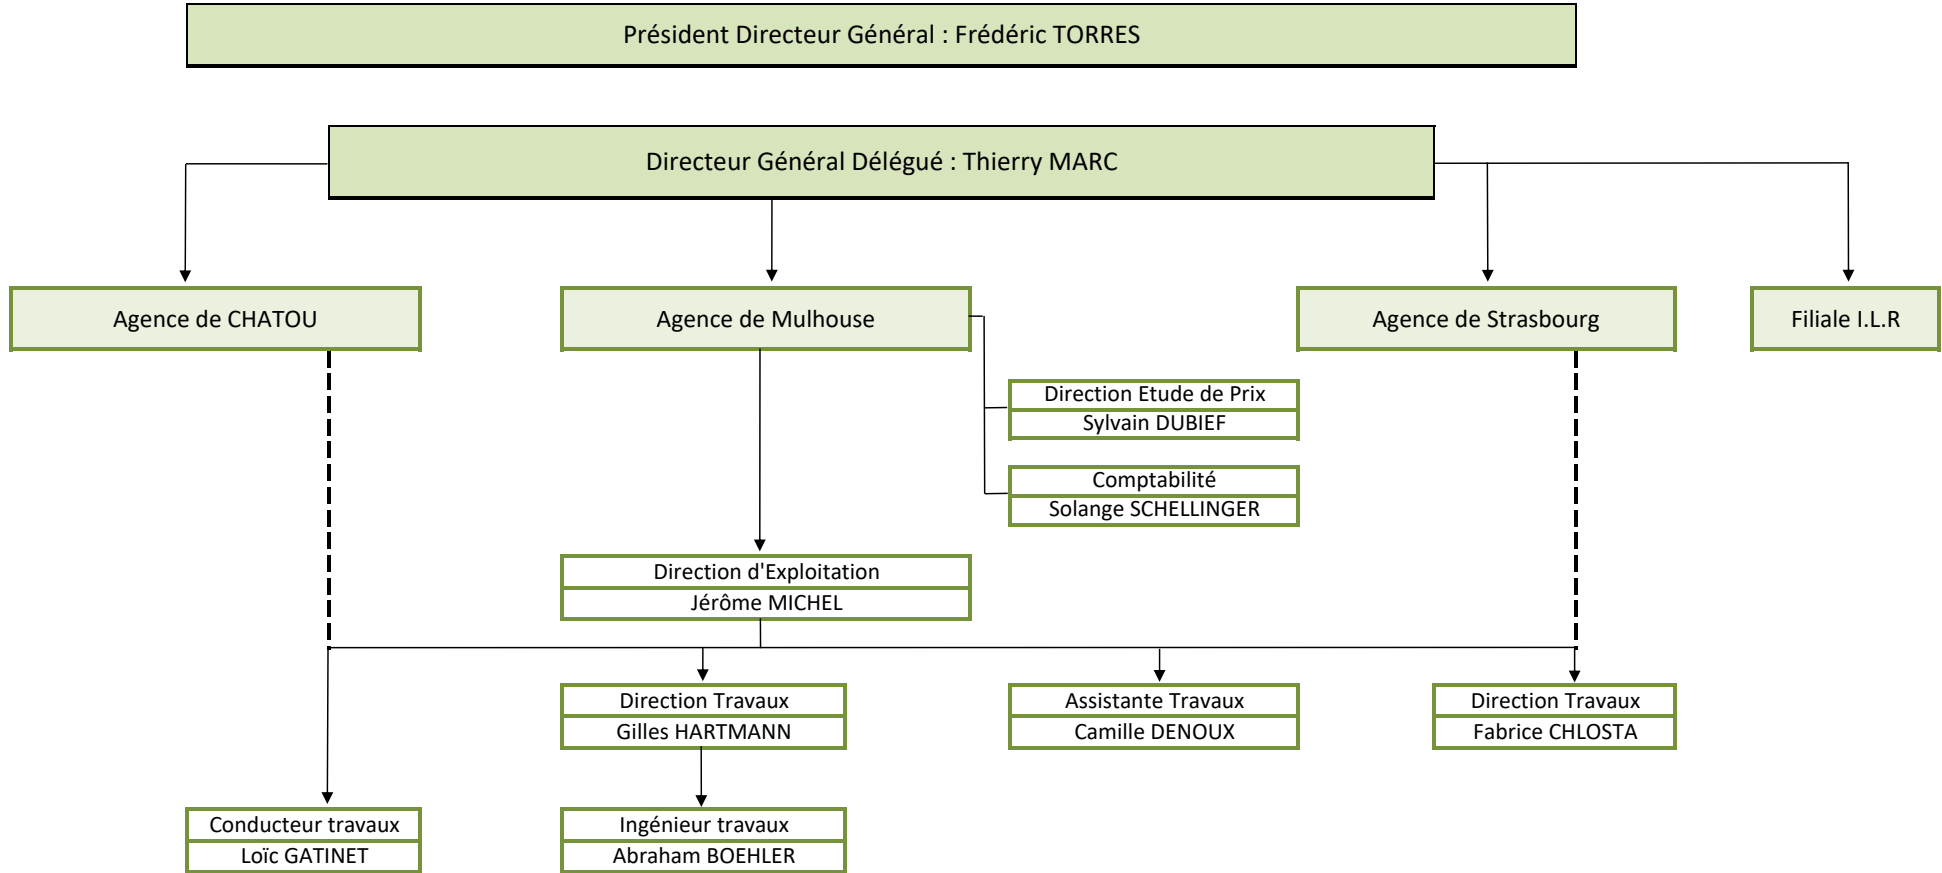 Président Directeur Général : Frédéric TORRES
Directeur Général Délégué : Thierry MARC
Agence de CHATOU
Agence de Mulhouse
Agence de Strasbourg
Filiale I.L.R
Direction Etude de Prix
Sylvain DUBIEF
Comptabilité
Solange SCHELLINGER
Direction d'Exploitation
Jérôme MICHEL
Direction Travaux
Gilles HARTMANN
Assistante Travaux
Camille DENOUX
Direction Travaux
Fabrice CHLOSTA
Conducteur travaux
Loïc GATINET
Ingénieur travaux
Abraham BOEHLER